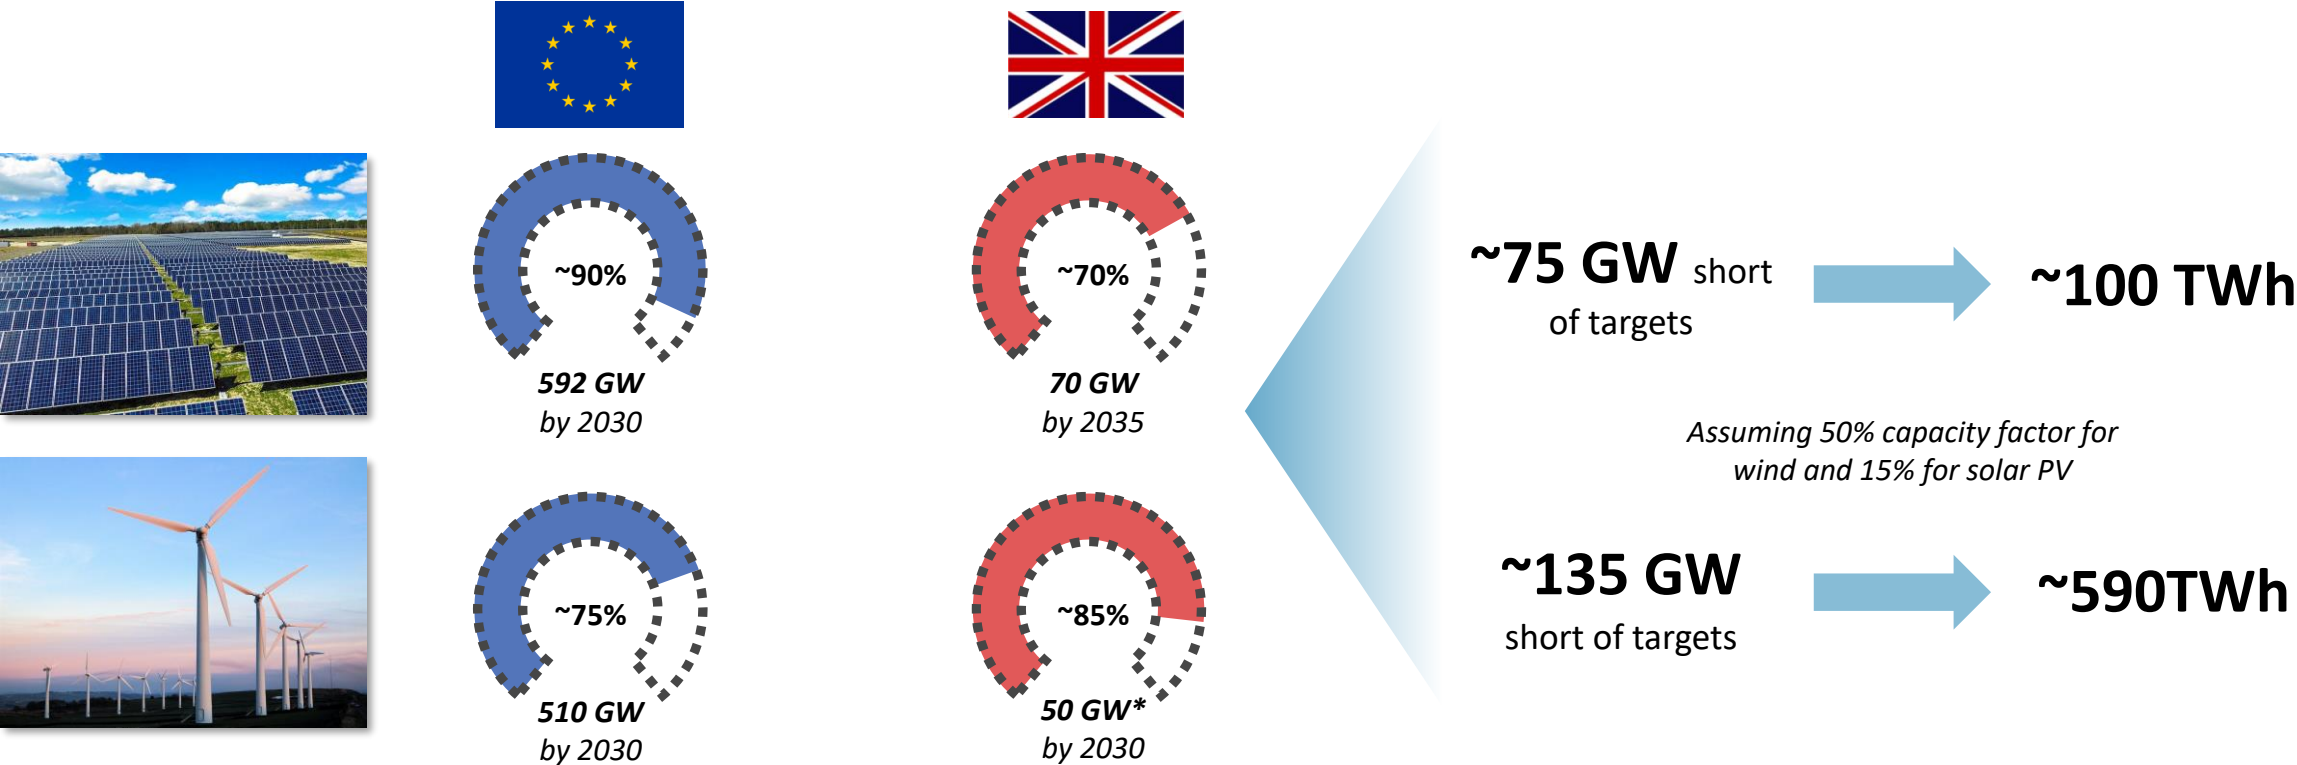 ~90%
592 GW
by 2030
~70%
70 GW
by 2035
~75 GW short
of targets
~100 TWh
Assuming 50% capacity factor for
wind and 15% for solar PV
~75%
510 GW
by 2030
~85%
50 GW*
by 2030
~135 GW
short of targets
~590TWh